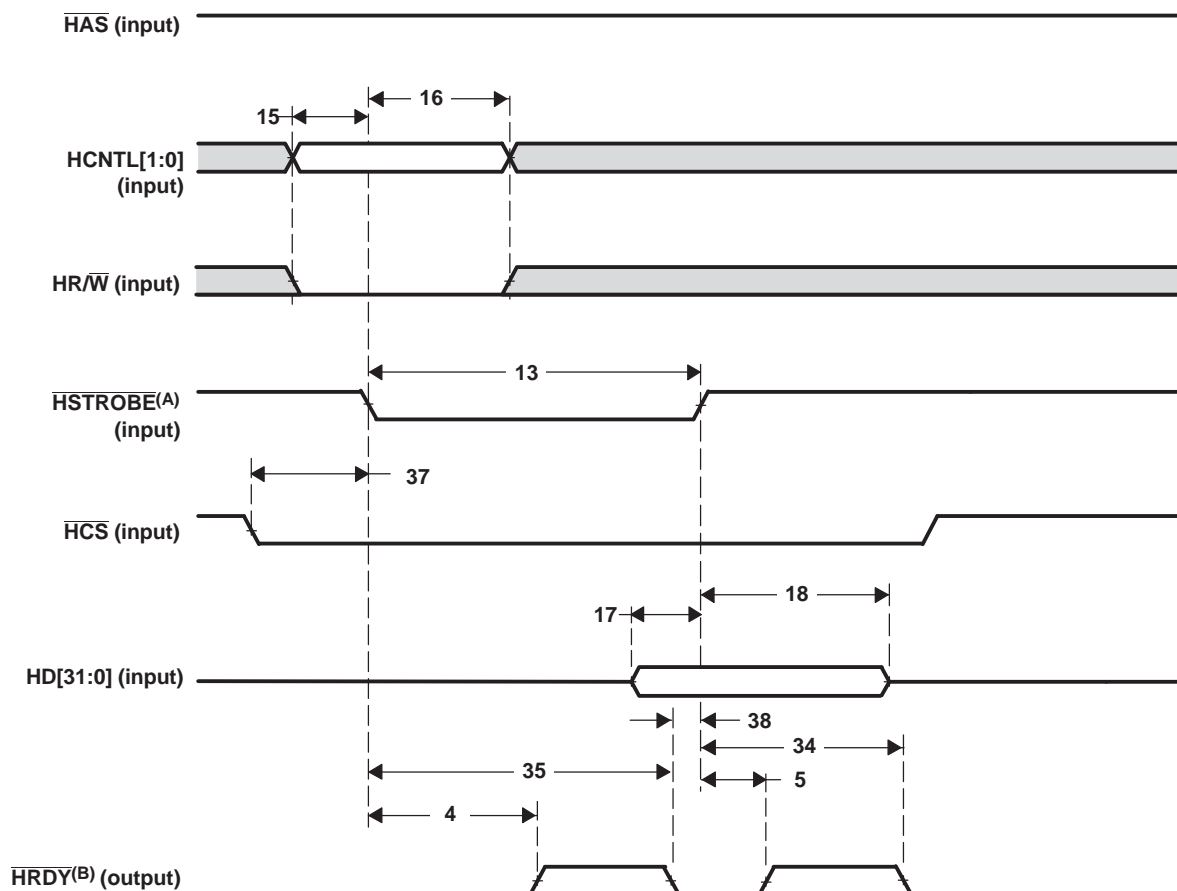 HAS (input)
16
15
HCNTL[1:0]
(input)
HR/W (input)
13
HSTROBE(A)
(input)
37
HCS (input)
18
17
HD[31:0] (input)
38
34
35
5
4
HRDY(B) (output)